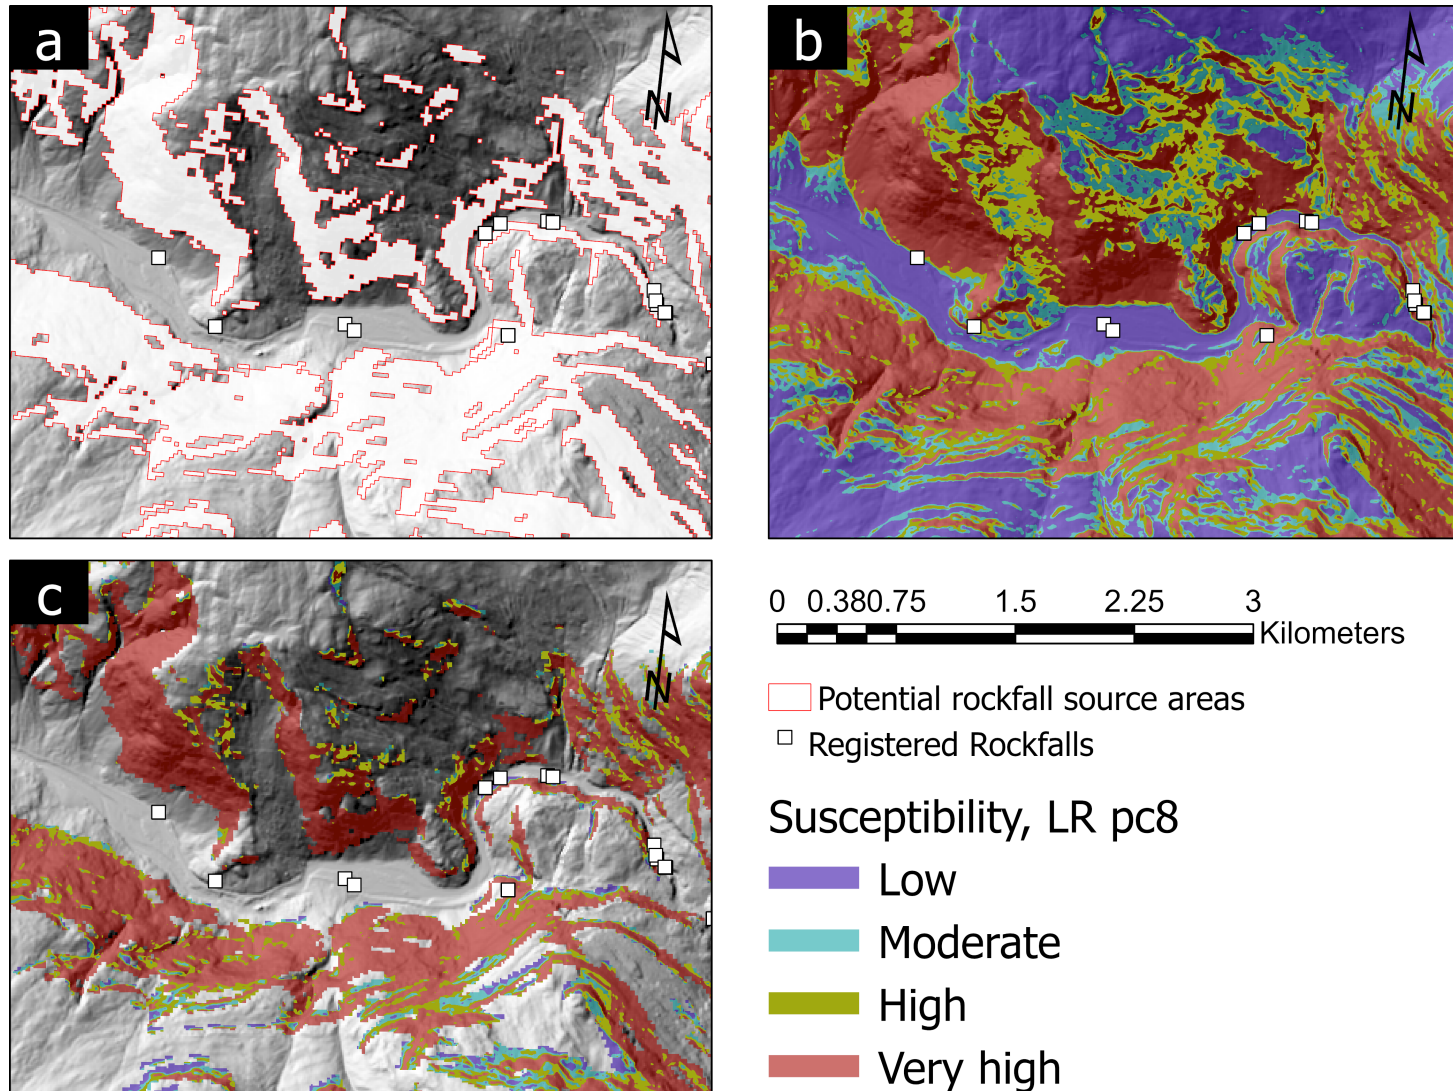 a
N
b
N
c
N
0 0.380.75 1.5 2.25 3
Kilometers
Potential rockfall source areas
Registered Rockfalls
Susceptibility, LR pc8
Low
Moderate
High
Very high